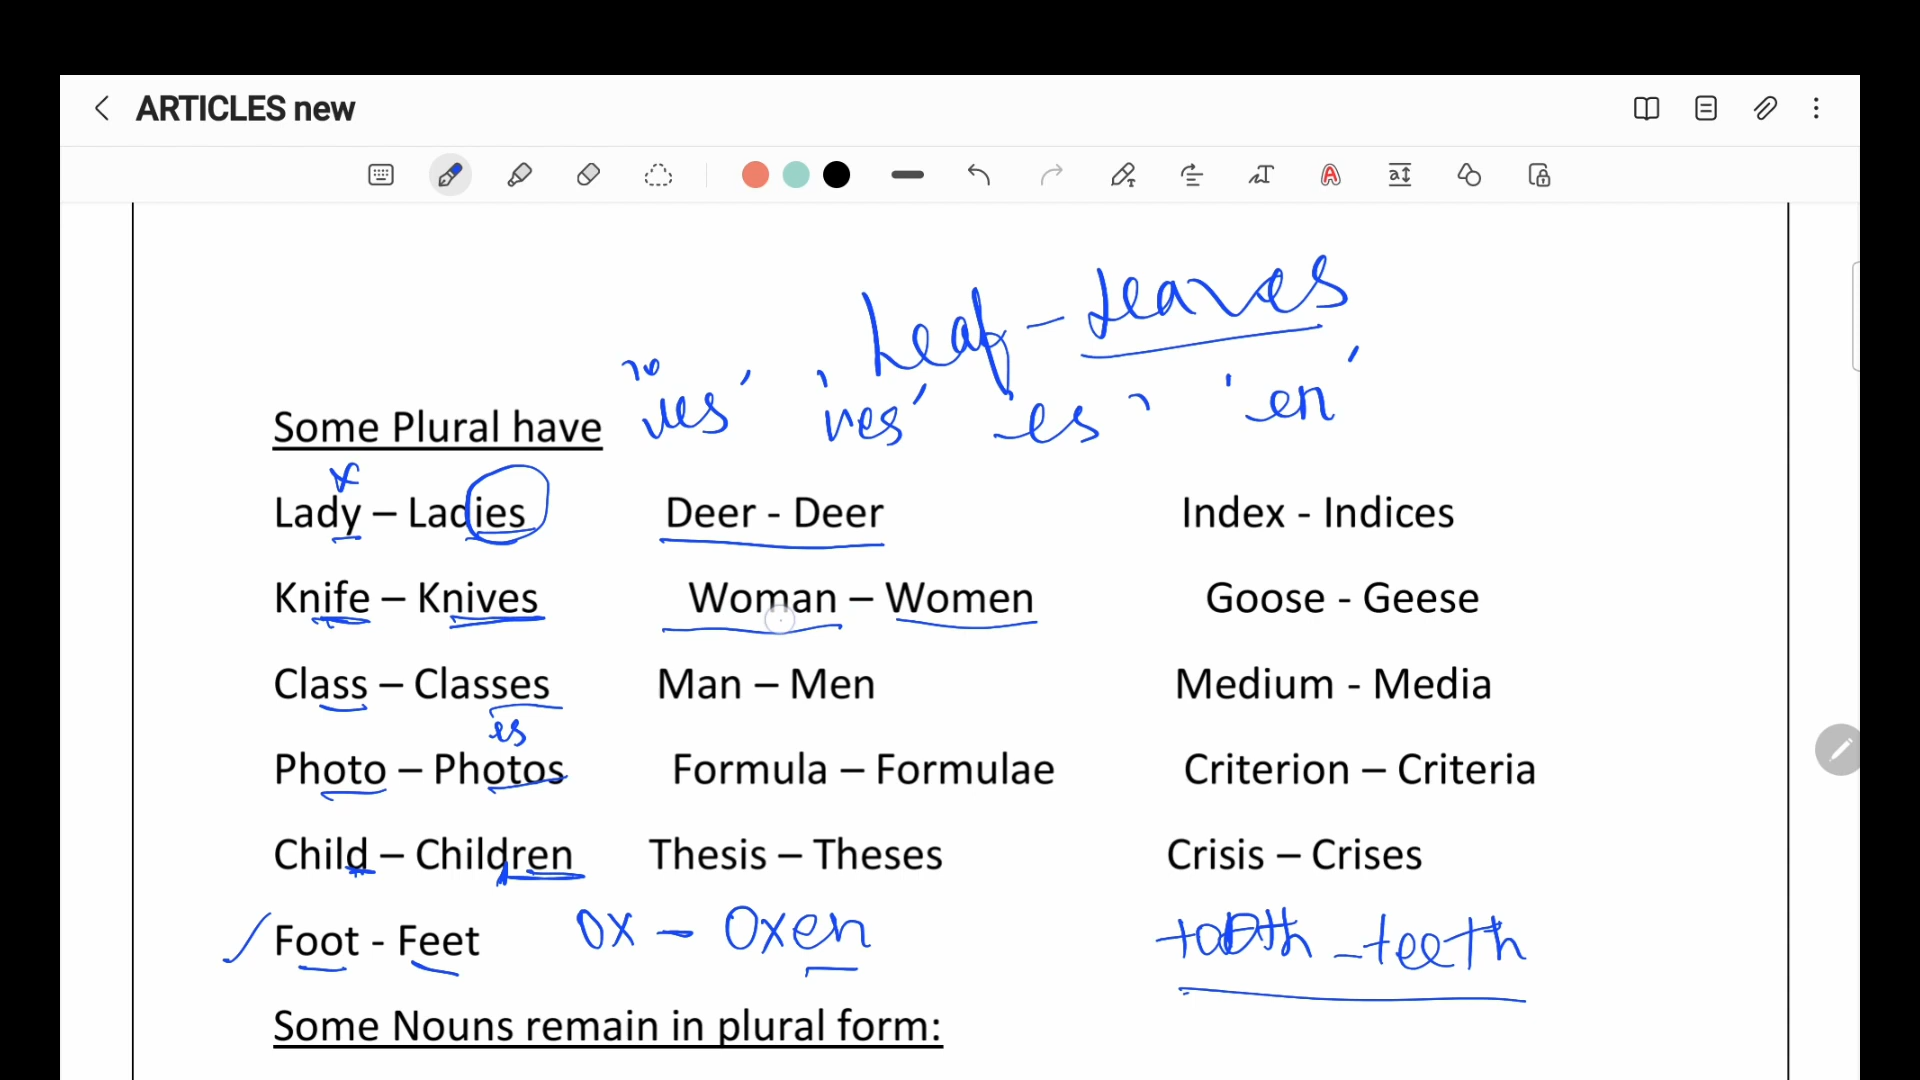 ARTICLES new
Leaf - Leaves
Some Plural have ies' 'ves' es' 'en'
Lady – Ladies Deer - Deer Index - Indices
Knife – Knives Woman – Women Goose - Geese
Class – Classes Man – Men Medium - Media
es
Photo – Photos Formula – Formulae Criterion – Criteria
Child – Children Thesis – Theses Crisis – Crises
Foot - Feet Ox - Oxen tooth - teeth
Some Nouns remain in plural form: